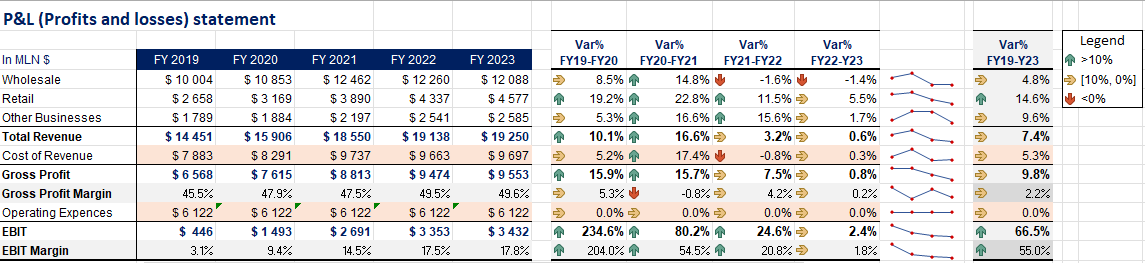 P&L (Profits and losses) statement
Var% Var% Var% Var% Var% Legend
In MLN $ FY 2019 FY 2020 FY 2021 FY 2022 FY 2023 FY19-FY20 FY20-FY21 FY21-FY22 FY22-Y23 FY19-Y23 >10%
Wholesale $ 10 004 $ 10 853 $ 12 462 $ 12 260 $ 12 088 8.5% 14.8% -1.6% -1.4% 4.8% [10%, 0%]
Retail $ 2 658 $ 3 169 $ 3 890 $ 4 337 $ 4 577 19.2% 22.8% 11.5% 5.5% 14.6% <0%
Other Businesses $ 1 789 $ 1 884 $ 2 197 $ 2 541 $ 2 585 5.3% 16.6% 15.6% 1.7% 9.6%
Total Revenue $ 14 451 $ 15 906 $ 18 550 $ 19 138 $ 19 250 10.1% 16.6% 3.2% 0.6% 7.4%
Cost of Revenue $ 7 883 $ 8 291 $ 9 737 $ 9 663 $ 9 697 5.2% 17.4% -0.8% 0.3% 5.3%
Gross Profit $ 6 568 $ 7 615 $ 8 813 $ 9 474 $ 9 553 15.9% 15.7% 7.5% 0.8% 9.8%
Gross Profit Margin 45.5% 47.9% 47.5% 49.5% 49.6% 5.3% -0.8% 4.2% 0.2% 2.2%
Operating Expences $ 6 122 $ 6 122 $ 6 122 $ 6 122 $ 6 122 0.0% 0.0% 0.0% 0.0% 0.0%
EBIT $ 446 $ 1 493 $ 2 691 $ 3 353 $ 3 432 234.6% 80.2% 24.6% 2.4% 66.5%
EBIT Margin 3.1% 9.4% 14.5% 17.5% 17.8% 204.0% 54.5% 20.8% 1.8% 55.0%